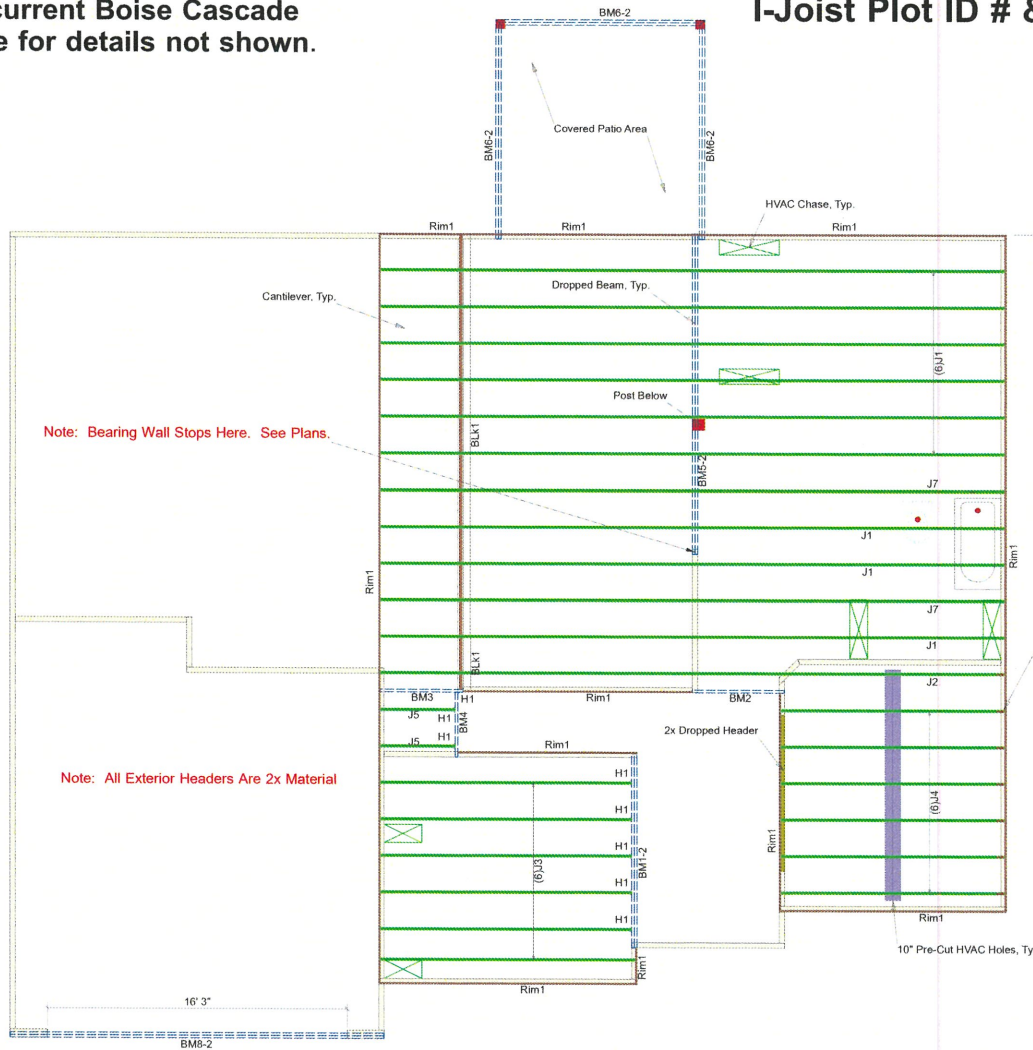 current Boise Cascade
e for details not shown.
I-Joist Plot ID #
BM6-2
BM6-2
Covered Patio Area
BM6-2
HVAC Chase, Typ.
Rim1
Rim1
Rim1
Cantilever, Typ.
Dropped Beam, Typ.
(6)J1
Post Below
Note: Bearing Wall Stops Here. See Plans.
BLk1
BM5-2
J7
J1
Rim1
J1
Rim1
J7
J1
BLk1
J2
BM3
H1
Rim1
BM2
J5
H1
BM4
J5
H1
2x Dropped Header
Rim1
Note: All Exterior Headers Are 2x Material
H1
H1
(6)J4
Rim1
H1
BM1-2
(6)J3
H1
H1
Rim1
10" Pre-Cut HVAC Holes, Ty
Rim1
Rim1
16' 3"
BM8-2